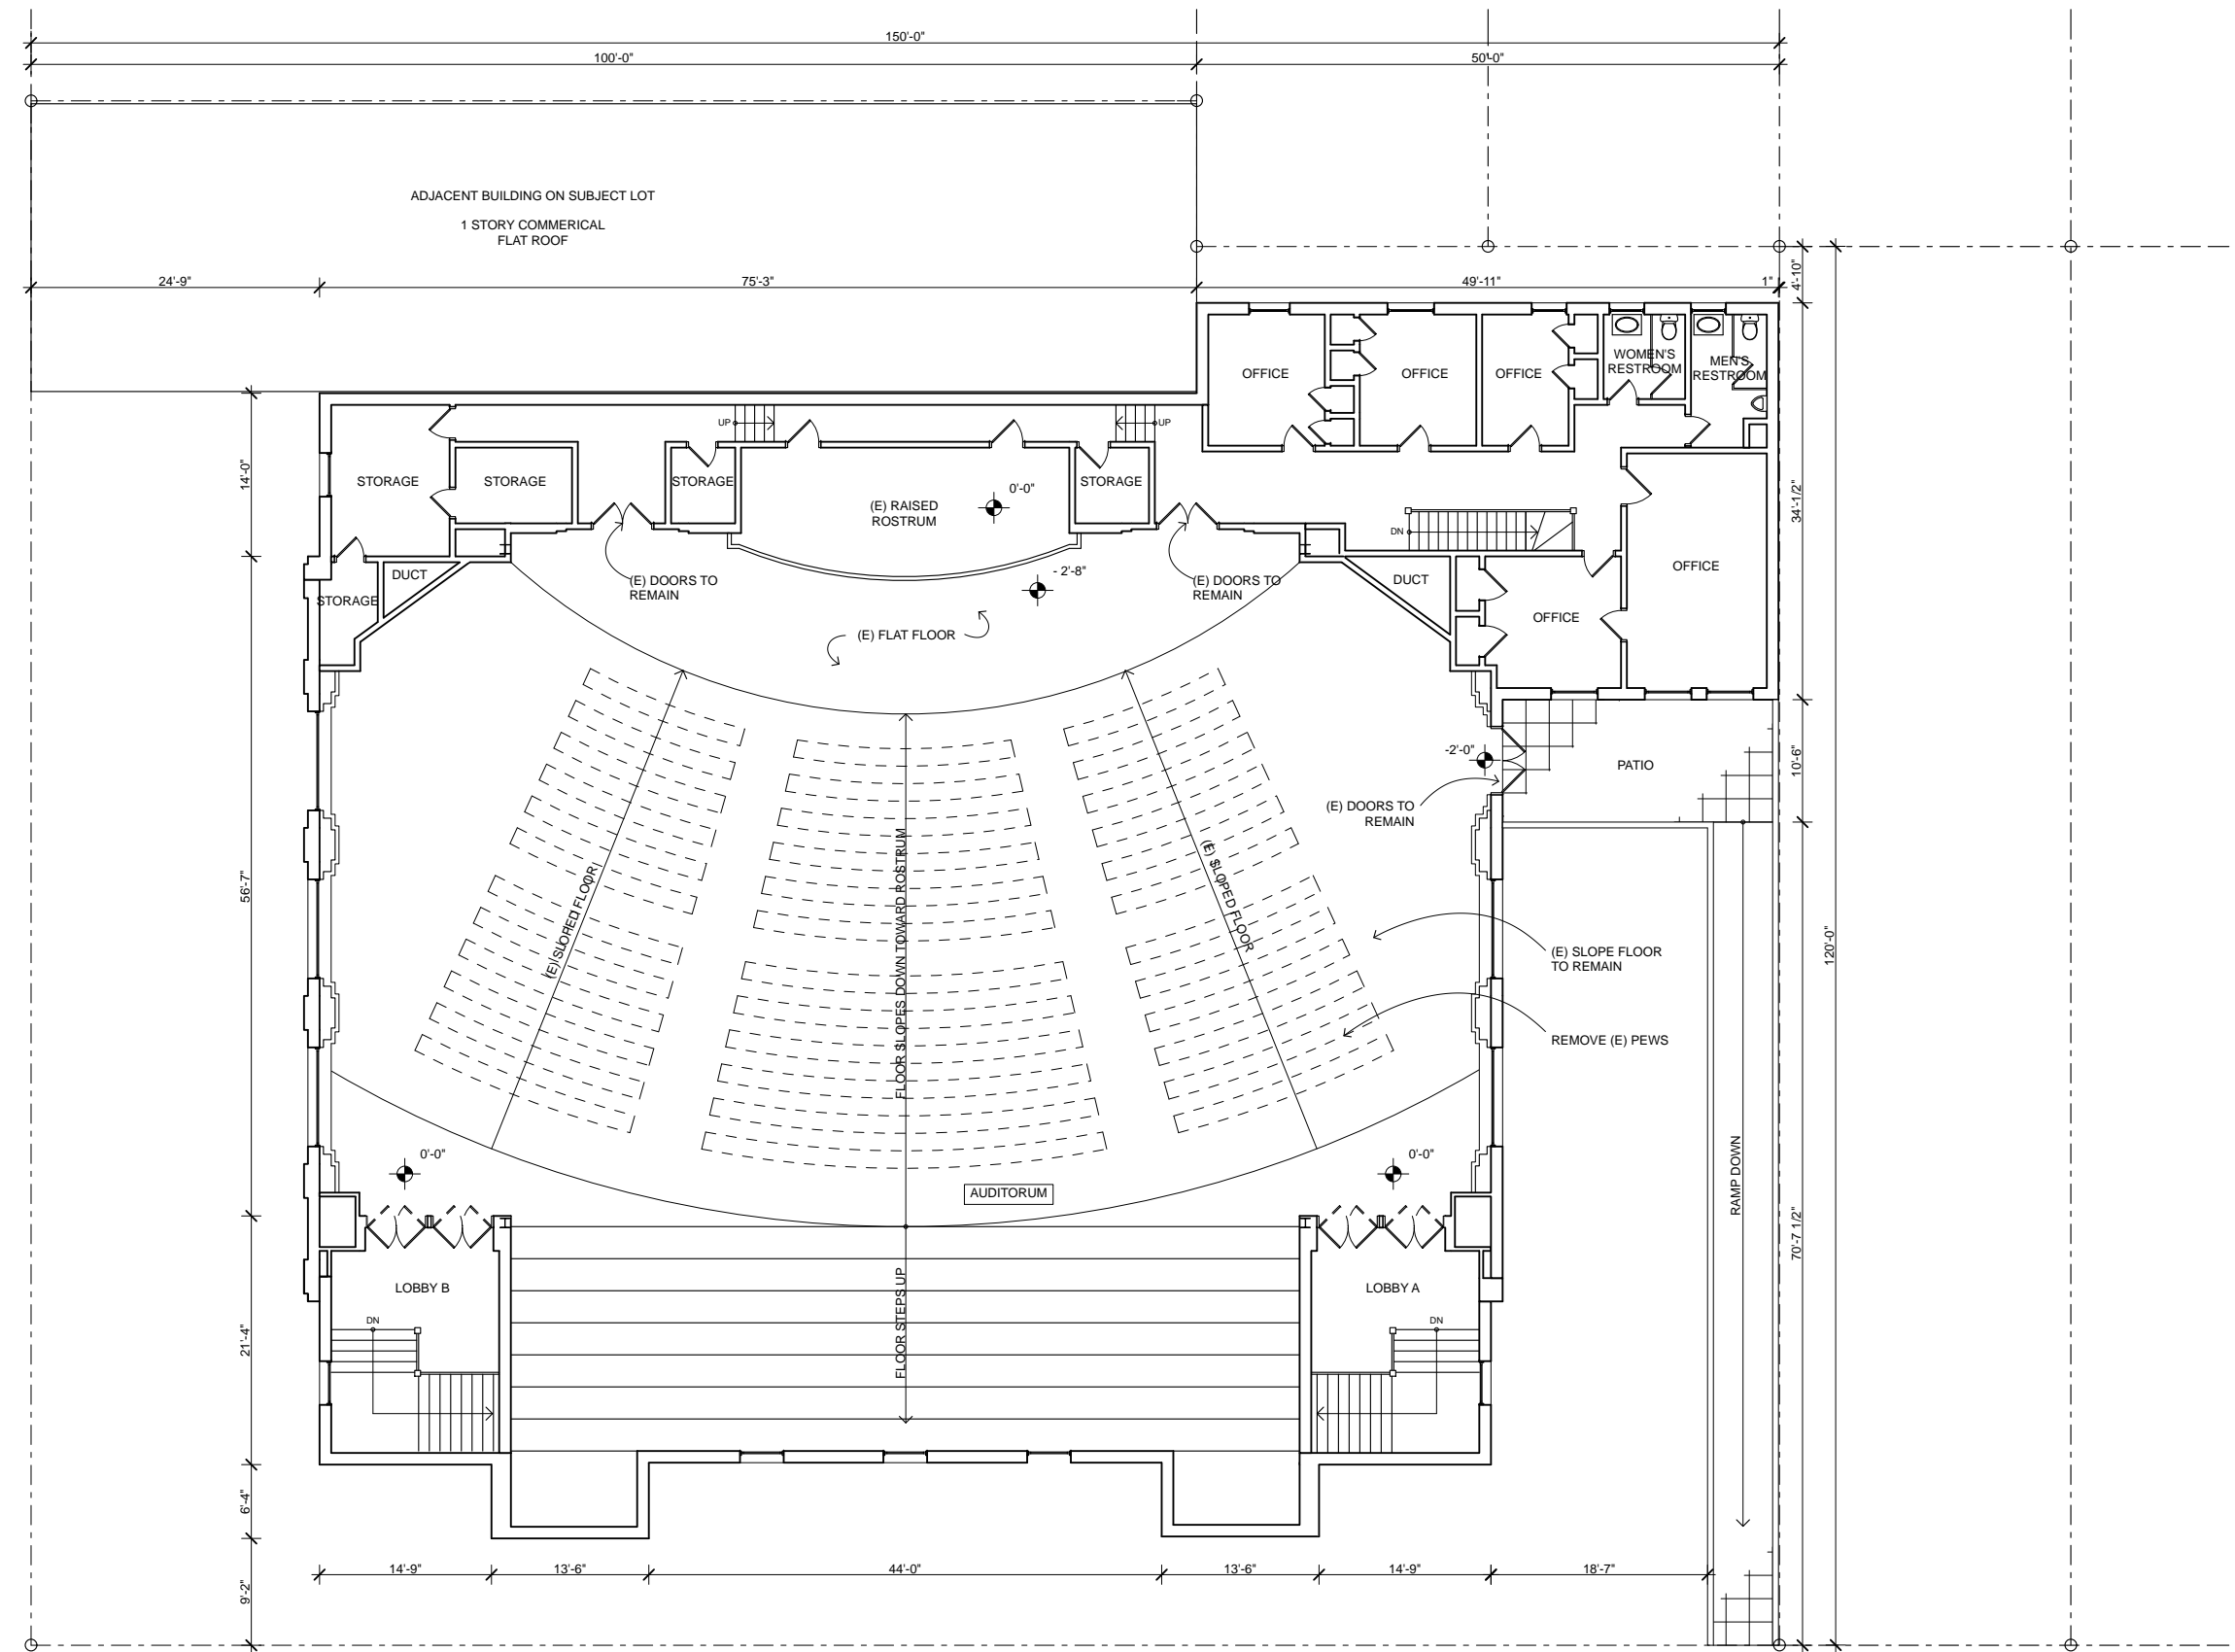 150'-0"
100'-0"
50'-0"
ADJACENT BUILDING ON SUBJECT LOT
1 STORY COMMERICAL
FLAT ROOF
24'-9"
75'-3"
49'-11"
1"
4'-10"
OFFICE
OFFICE
OFFICE
WOMEN'S
RESTROOM
MEN'S
RESTROOM
UP
UP
14'-0"
STORAGE
STORAGE
STORAGE
(E) RAISED
ROSTRUM
0'-0"
STORAGE
34'-1/2"
DN
OFFICE
DUCT
STORAGE
(E) DOORS TO
REMAIN
- 2'-8"
(E) DOORS TO
REMAIN
DUCT
OFFICE
(E) FLAT FLOOR
-2'-0"
PATIO
10'-6"
(E) DOORS TO
REMAIN
56'-7"
(E) SLOPED FLOOR
FLOOR SLOPES DOWN TOWARD ROSTRUM
(E) SLOPED FLOOR
(E) SLOPE FLOOR
TO REMAIN
120'-0"
REMOVE (E) PEWS
0'-0"
0'-0"
AUDITORUM
RAMP DOWN
70'-7 1/2"
LOBBY B
LOBBY A
DN
DN
FLOOR STEPS UP
21'-4"
6'-4"
14'-9"
13'-6"
44'-0"
13'-6"
14'-9"
18'-7"
9'-2"